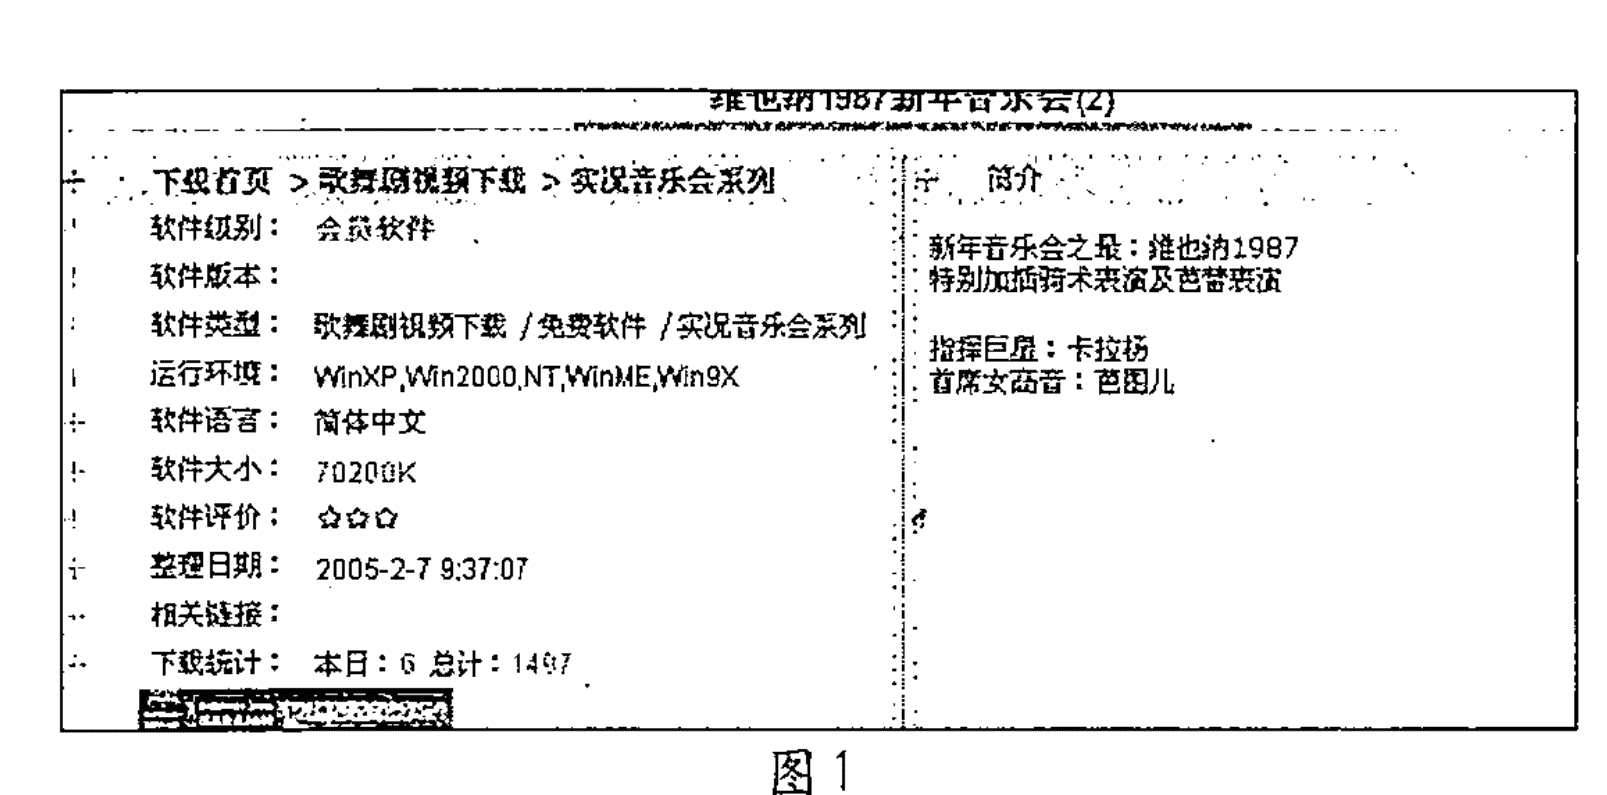 维也纳1987新年音乐会(2)
下载首页 > 歌舞剧视频下载 > 实况音乐会系列
软件级别： 会员软件
软件版本：
软件类型： 歌舞剧视频下载 / 免费软件 / 实况音乐会系列
运行环境： WinXP,Win2000,NT,WinME,Win9X
软件语言： 简体中文
软件大小： 70200K
软件评价： ☆☆☆
整理日期： 2005-2-7 9:37:07
相关链接：
下载统计： 本日：6 总计：1497
简介
新年音乐会之最：维也纳1987
特别加插骑术表演及芭蕾表演
指挥巨星：卡拉扬
首席女高音：芭图儿
图 1